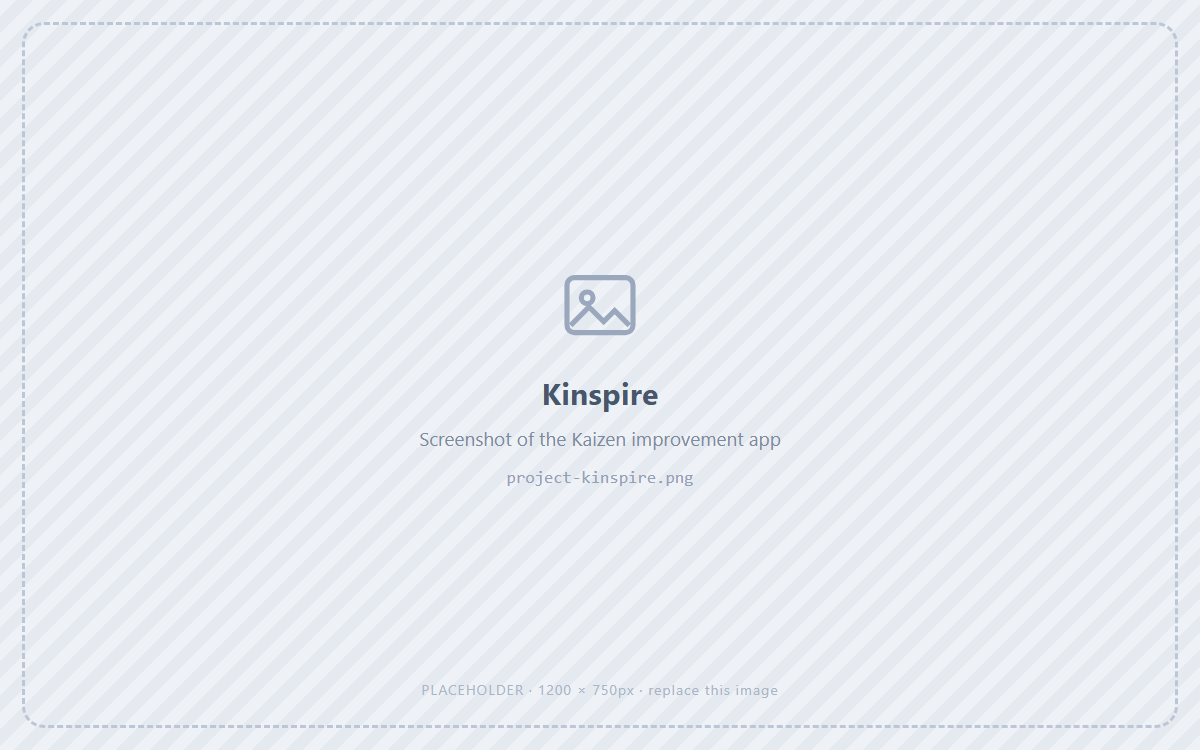 Kinspire
Screenshot of the Kaizen improvement app
project-kinspire.png
PLACEHOLDER · 1200 × 750px · replace this image